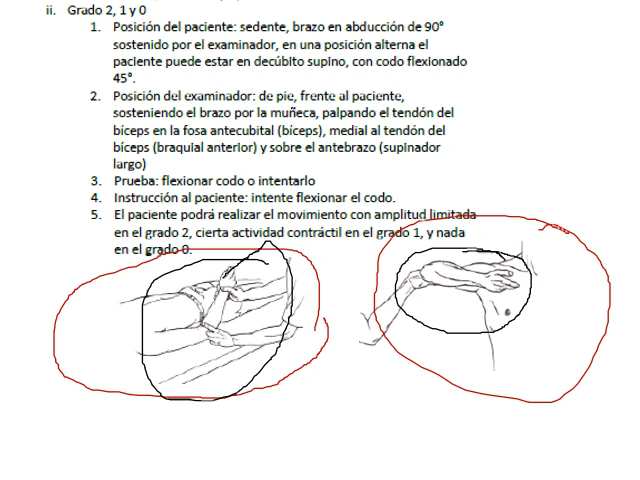 ii. Grado 2, 1 y 0
1. Posición del paciente: sedente, brazo en abducción de 90°
sostenido por el examinador, en una posición alterna el
paciente puede estar en decúbito supino, con codo flexionado
45°.
2. Posición del examinador: de pie, frente al paciente,
sosteniendo el brazo por la muñeca, palpando el tendón del
bíceps en la fosa antecubital (bíceps), medial al tendón del
bíceps (braquial anterior) y sobre el antebrazo (supinador
largo)
3. Prueba: flexionar codo o intentarlo
4. Instrucción al paciente: intente flexionar el codo.
5. El paciente podrá realizar el movimiento con amplitud limitada
en el grado 2, cierta actividad contráctil en el grado 1, y nada
en el grado 0.